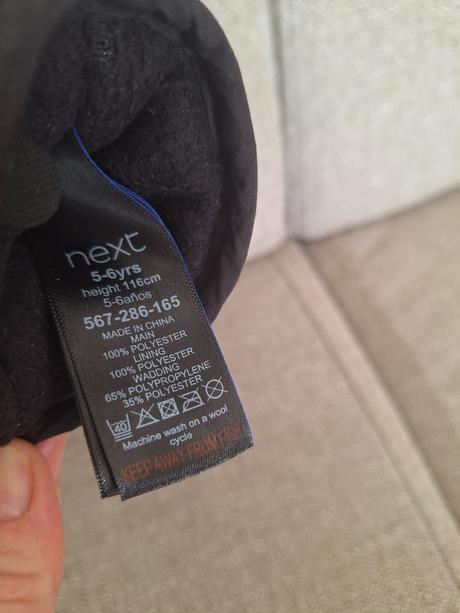 next
5-6yrs
height 116cm
5-6años
567-286-165
MADE IN CHINA
MAIN
100% POLYESTER
LINING
100% POLYESTER
WADDING
65% POLYPROPYLENE
35% POLYESTER
40
Machine wash on a wool
cycle
KEEP AWAY FROM FIRE